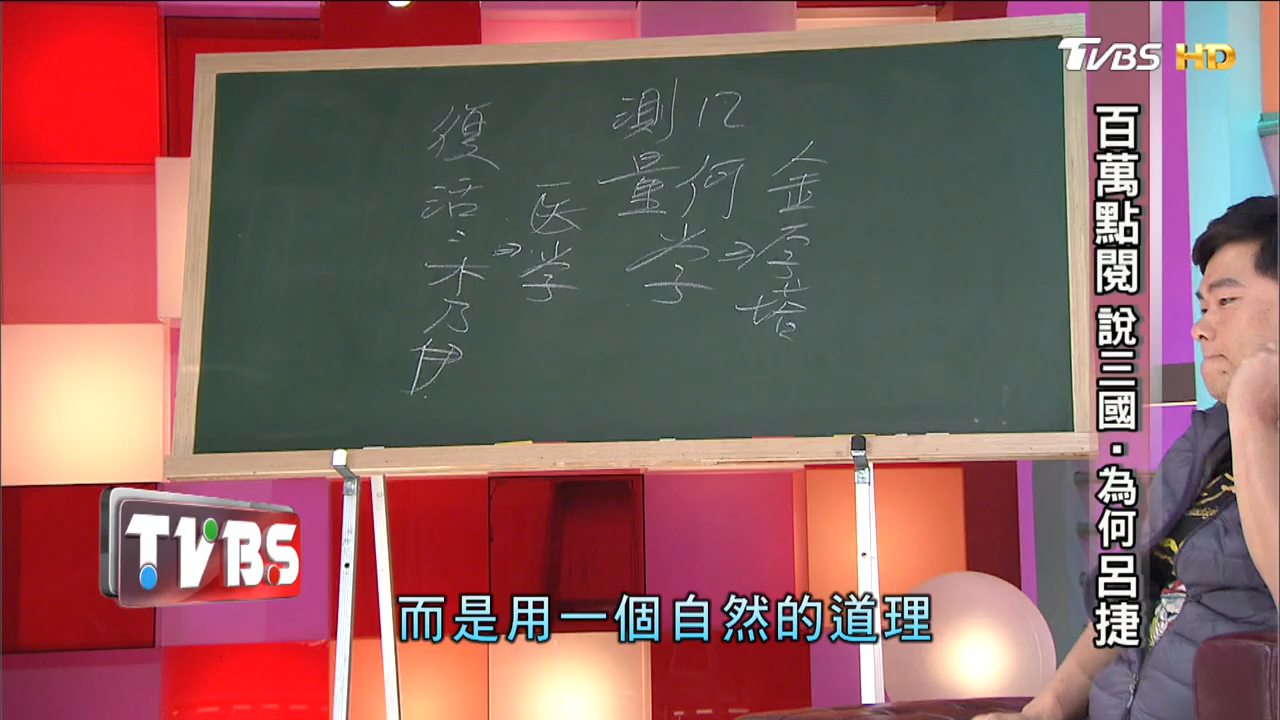 TVBS HD
百萬點閱 說三國·為何呂捷
金字塔
⇒
几何学
測量
医学
⇒
復活
木乃伊
TVBS
而是用一個自然的道理